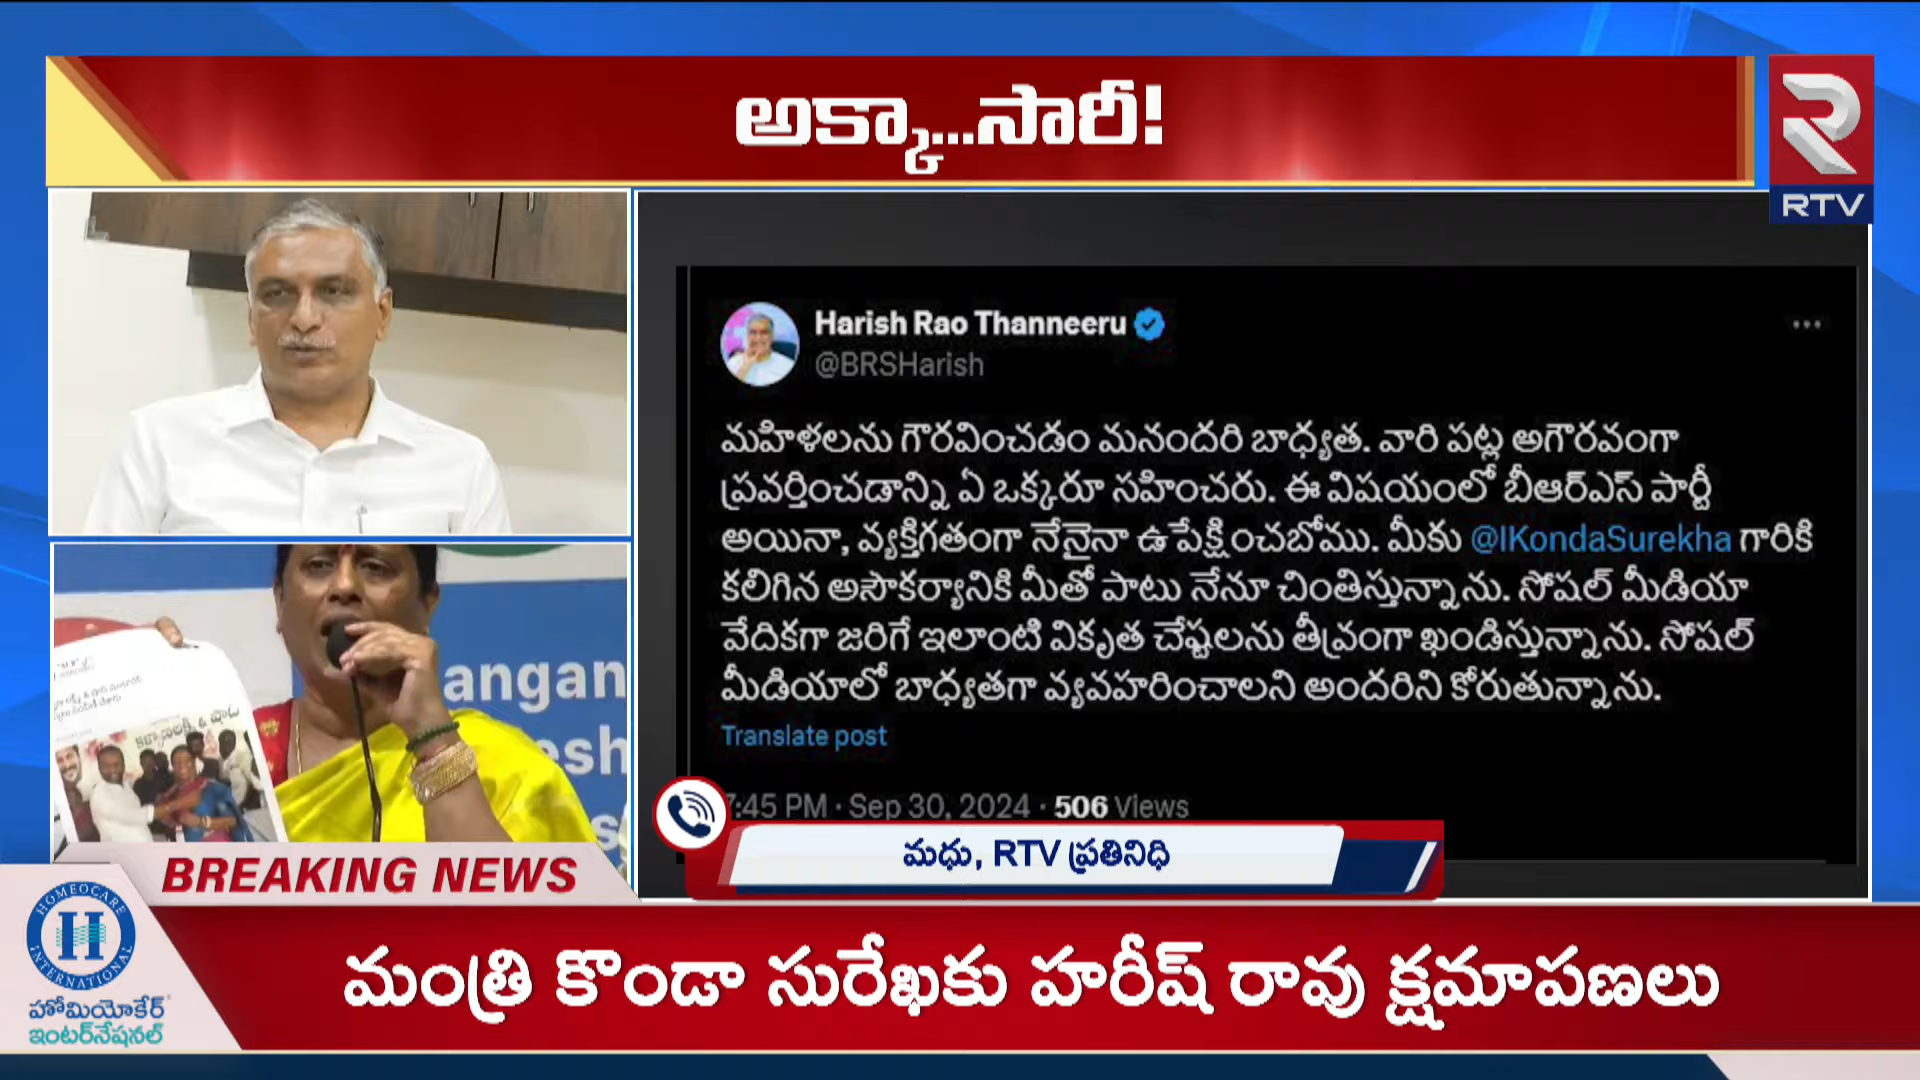 అక్కా...సారీ!
RTV
Harish Rao Thanneeru
@BRSHarish
మహిళలను గౌరవించడం మనందరి బాధ్యత. వారి పట్ల అగౌరవంగా
ప్రవర్తించడాన్ని ఏ ఒక్కరూ సహించరు. ఈ విషయంలో బీఆర్ఎస్ పార్టీ
అయినా, వ్యక్తిగతంగా నేనైనా ఉపేక్షించబోము. మీకు @IKondaSurekha గారికి
కలిగిన అసౌకర్యానికి మీతో పాటు నేనూ చింతిస్తున్నాను. సోషల్ మీడియా
వేదికగా జరిగే ఇలాంటి వికృత చేష్టలను తీవ్రంగా ఖండిస్తున్నాను. సోషల్
మీడియాలో బాధ్యతగా వ్యవహరించాలని అందరిని కోరుతున్నాను.
Translate post
7:45 PM · Sep 30, 2024 · 506 Views
angan
esh
మధు, RTV ప్రతినిధి
BREAKING NEWS
మంత్రి కొండా సురేఖకు హరీష్ రావు క్షమాపణలు
HOMEOCARE
H
INTERNATIONAL
హోమియోకేర్
ఇంటర్నేషనల్